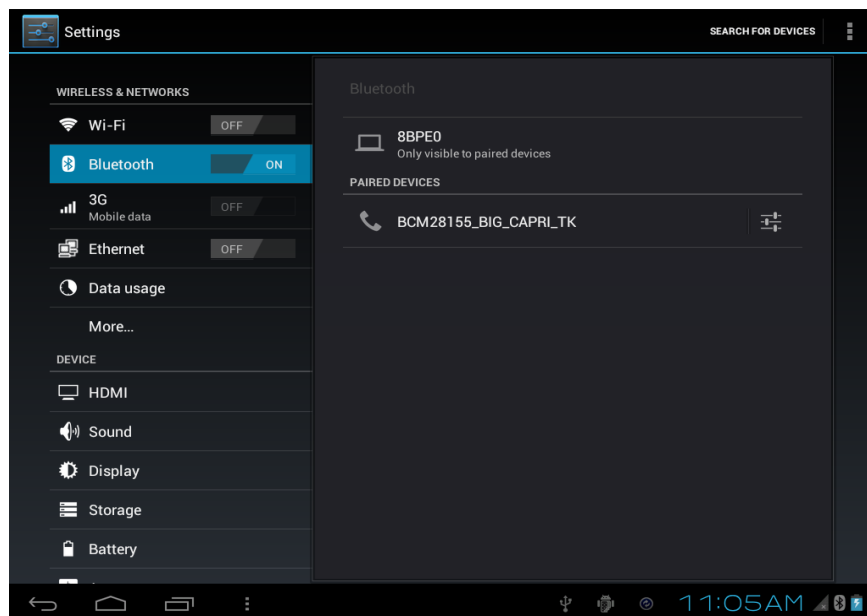 Settings
SEARCH FOR DEVICES
WIRELESS & NETWORKS
Wi-Fi
OFF
Bluetooth
ON
3G
Mobile data
OFF
Ethernet
OFF
Data usage
More...
DEVICE
HDMI
Sound
Display
Storage
Battery
Bluetooth
8BPE0
Only visible to paired devices
PAIRED DEVICES
BCM28155_BIG_CAPRI_TK
11:05AM